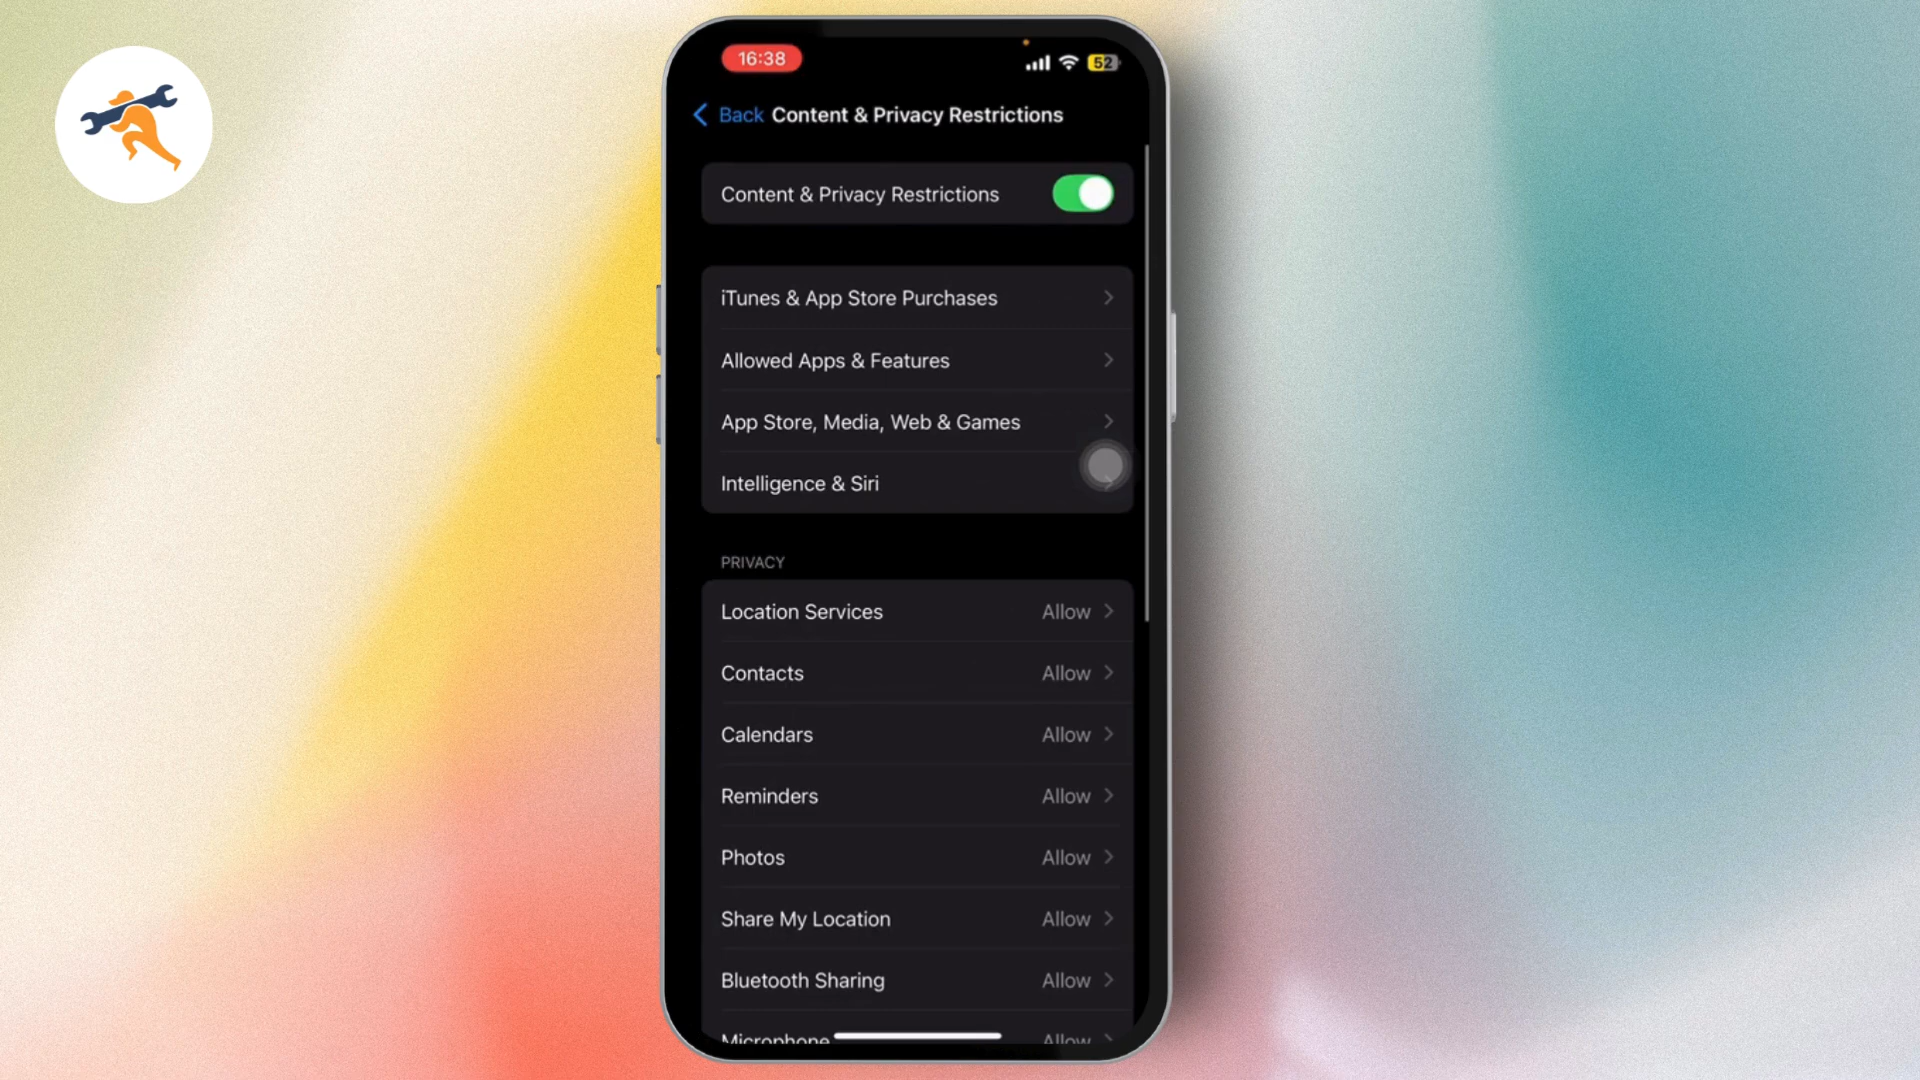 16:38
52
Back Content & Privacy Restrictions
Content & Privacy Restrictions
iTunes & App Store Purchases
Allowed Apps & Features
App Store, Media, Web & Games
Intelligence & Siri
PRIVACY
Location Services Allow
Contacts Allow
Calendars Allow
Reminders Allow
Photos Allow
Share My Location Allow
Bluetooth Sharing Allow
Microphone Allow